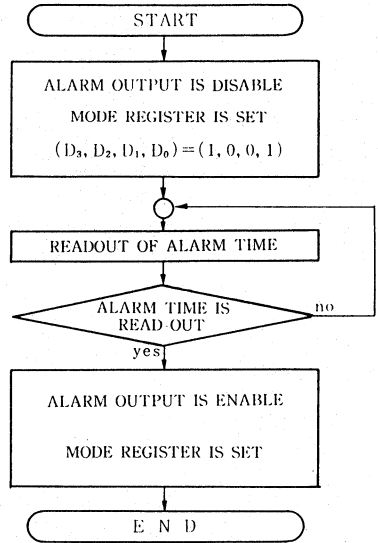 START
ALARM OUTPUT IS DISABLE
MODE REGISTER IS SET
(D₃, D₂, D₁, D₀)=(1, 0, 0, 1)
READOUT OF ALARM TIME
ALARM TIME IS
READ OUT
no
yes
ALARM OUTPUT IS ENABLE
MODE REGISTER IS SET
E N D